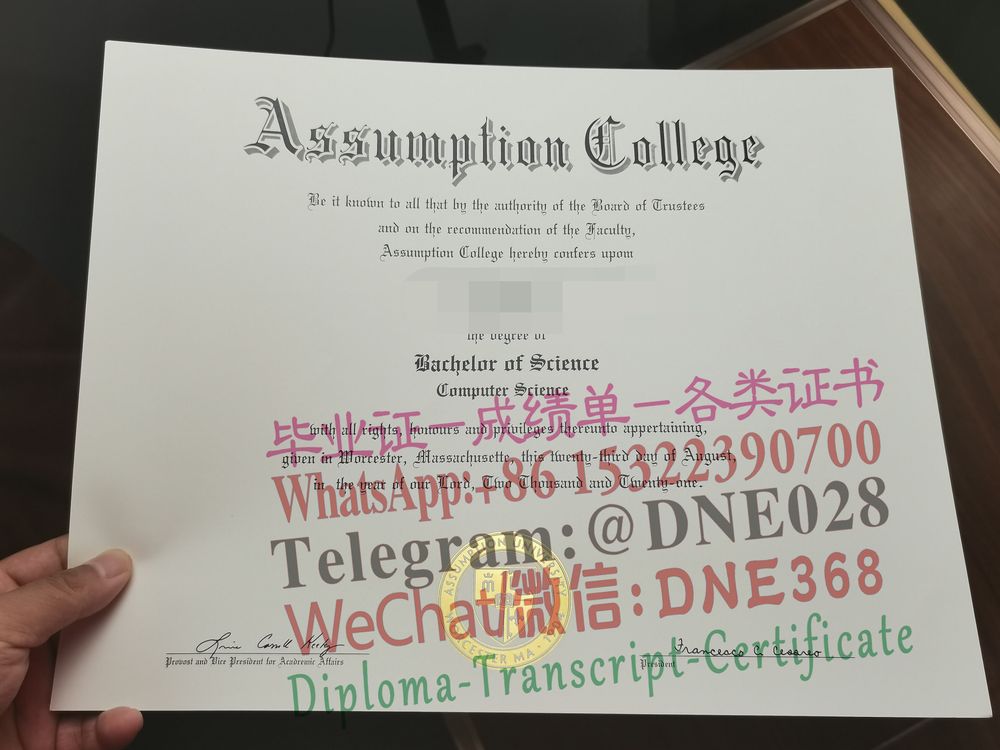 Assumption College
Be it known to all that by the authority of the Board of Trustees
and on the recommendation of the Faculty,
Assumption College hereby confers upon
the degree of
Bachelor of Science
Computer Science
毕业证一成绩单一各类证书
with all rights, honours and privileges thereunto appertaining,
given in Worcester, Massachusette, this twenty-third day of August,
WhatsApp:+86 15322390700
in the year of our Lord, Two Thousand and Twenty-one.
Telegram:@DNE028
ASSUMPTION UNIVERSITY
WeChat微信:DNE368
Provost and Vice President for Academic Affairs
President
Diploma-Transcript-Certificate